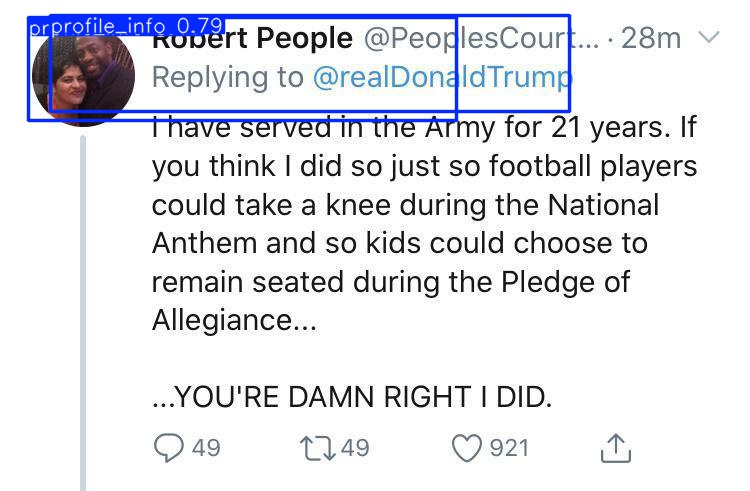 prprofile_info 0.79
Robert People @PeoplesCourt... · 28m
Replying to @realDonaldTrump
I have served in the Army for 21 years. If
you think I did so just so football players
could take a knee during the National
Anthem and so kids could choose to
remain seated during the Pledge of
Allegiance...
...YOU'RE DAMN RIGHT I DID.
49 49 921